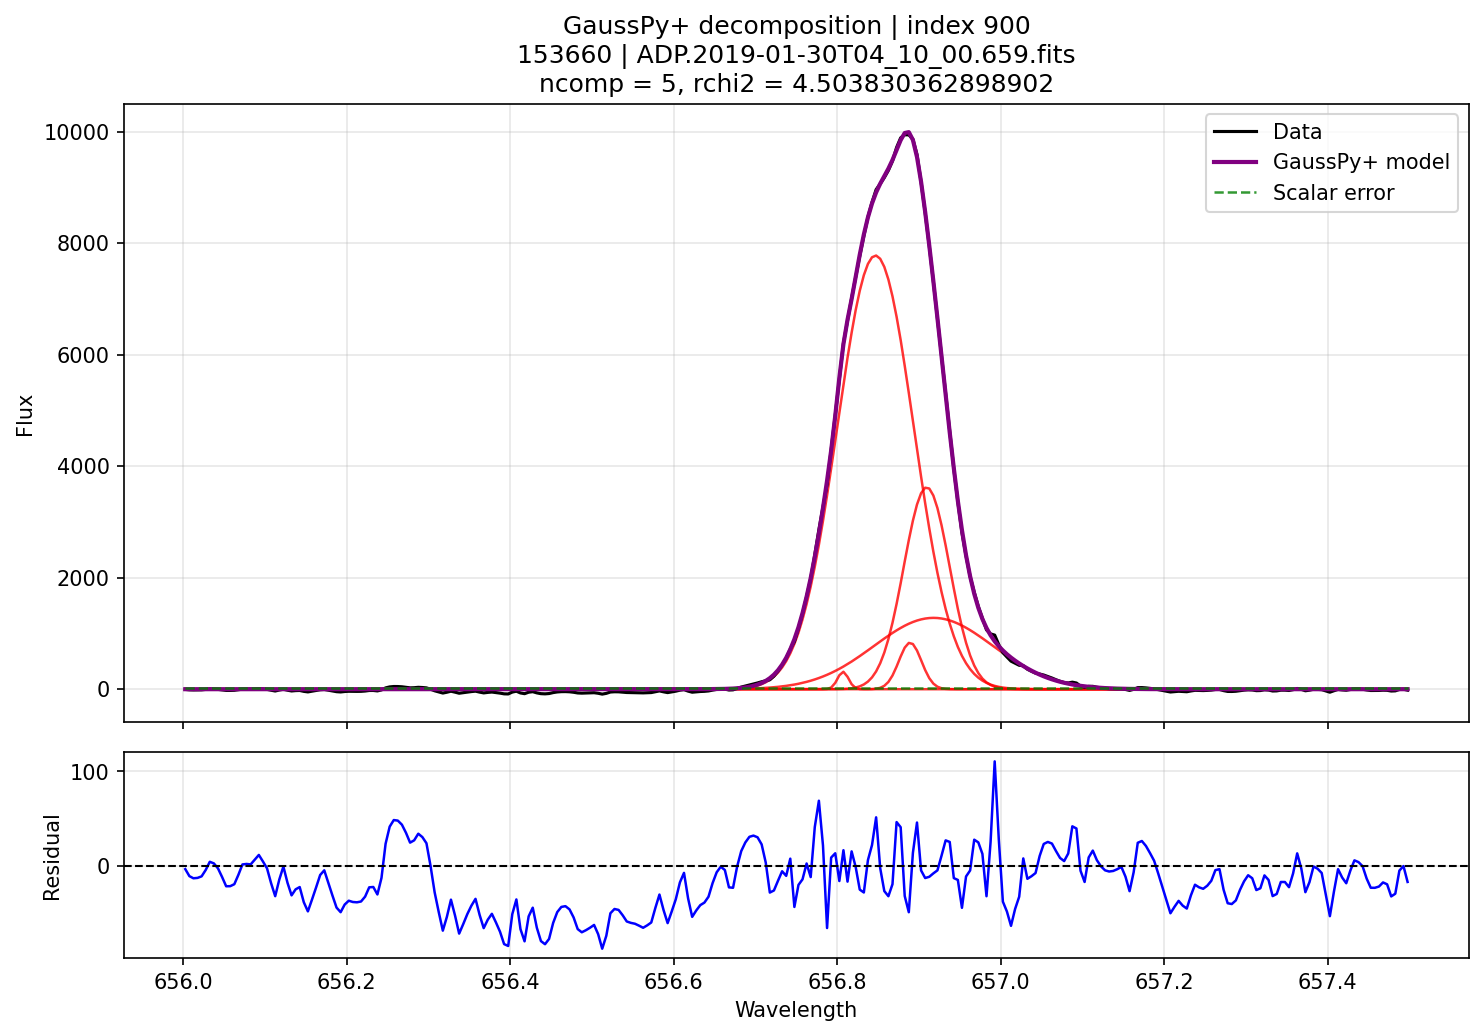 GaussPy+ decomposition | index 900
153660 | ADP.2019-01-30T04_10_00.659.fits
ncomp = 5, rchi2 = 4.503830362898902
Data
GaussPy+ model
Scalar error
10000
8000
6000
4000
2000
0
Flux
100
0
Residual
656.0 656.2 656.4 656.6 656.8 657.0 657.2 657.4
Wavelength